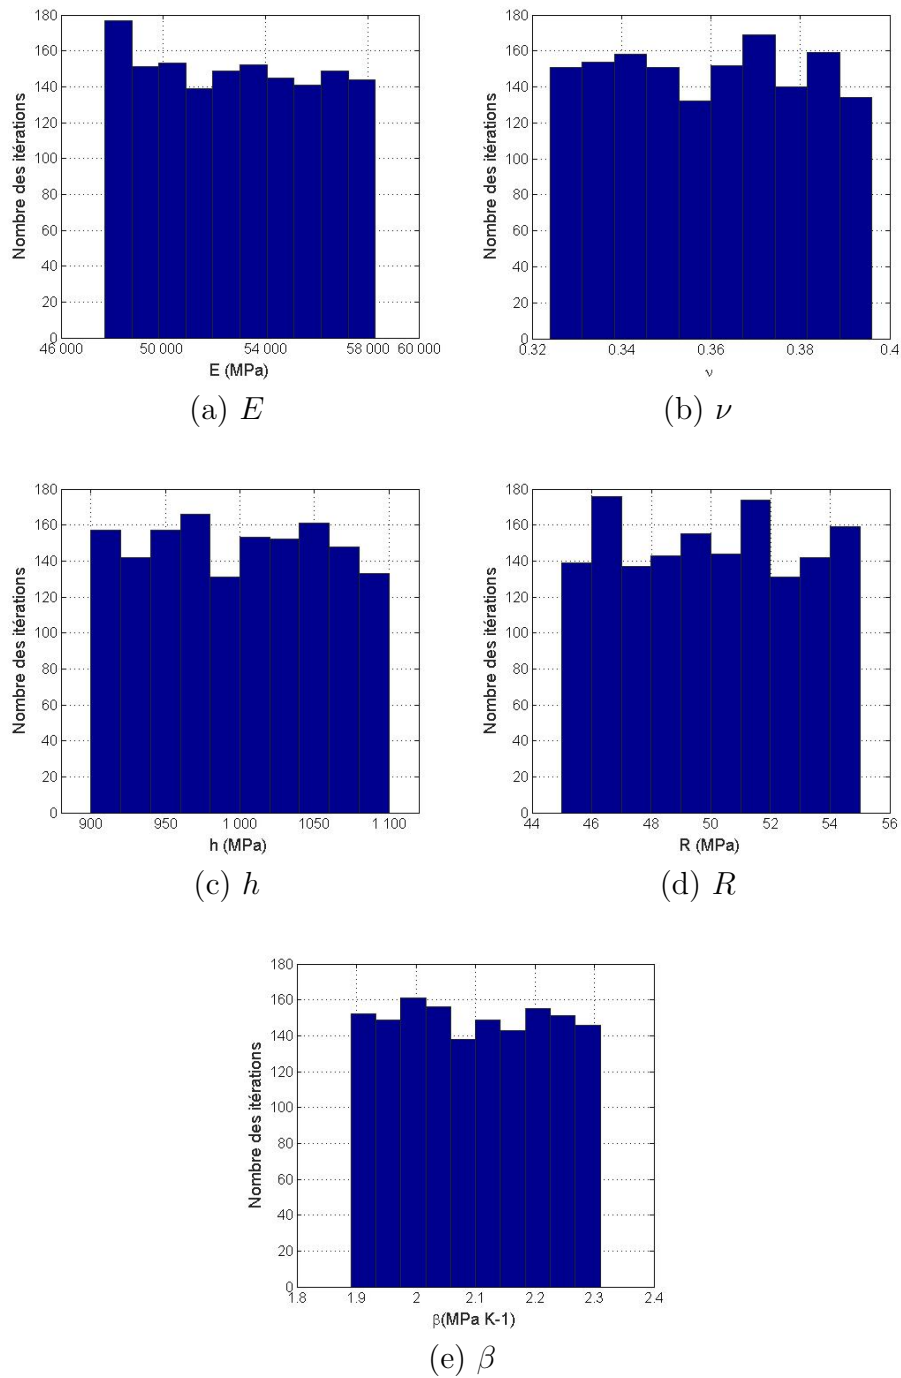 180
160
140
120
100
80
60
40
20
0
Nombre des itérations
46 000 50 000 54 000 58 000 60 000
E (MPa)
(a) E
180
160
140
120
100
80
60
40
20
0
Nombre des itérations
0.32 0.34 0.36 0.38 0.4
ν
(b) ν
180
160
140
120
100
80
60
40
20
0
Nombre des itérations
900 950 1 000 1050 1 100
h (MPa)
(c) h
180
160
140
120
100
80
60
40
20
0
Nombre des itérations
44 46 48 50 52 54 56
R (MPa)
(d) R
180
160
140
120
100
80
60
40
20
0
Nombre des itérations
1.8 1.9 2 2.1 2.2 2.3 2.4
β(MPa K-1)
(e) β